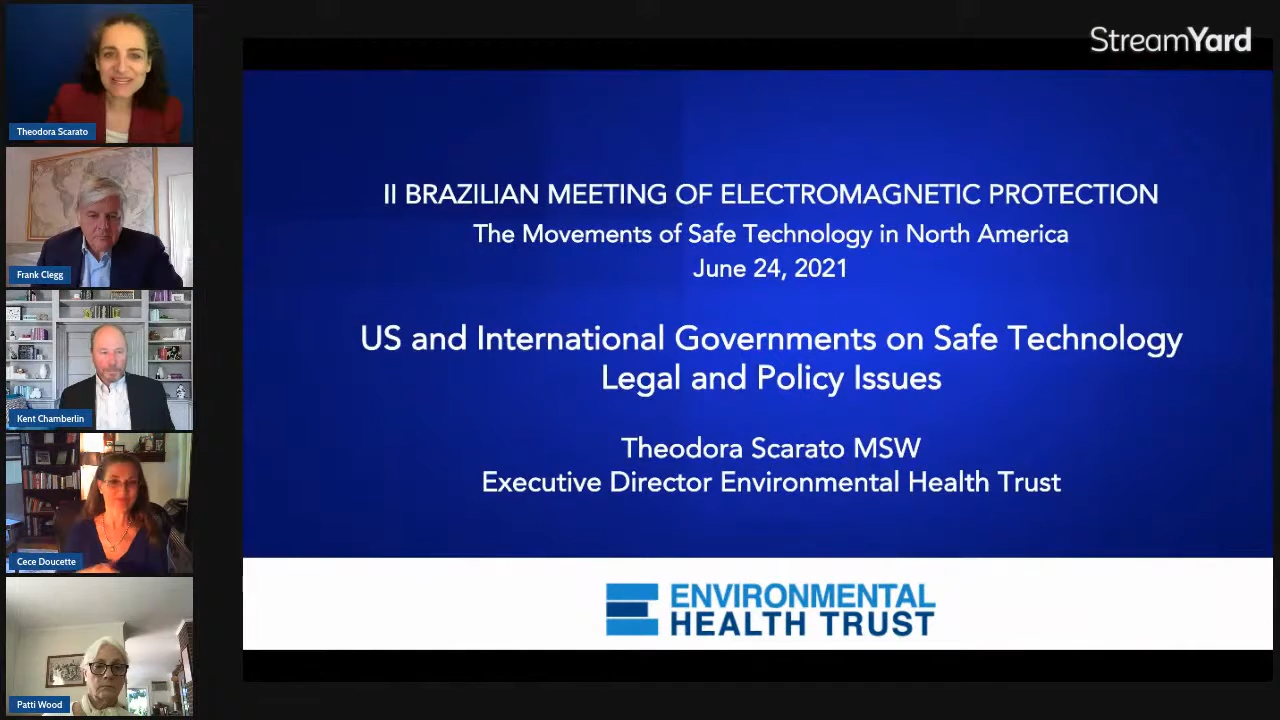 StreamYard
Theodora Scarato
Frank Clegg
Kent Chamberlin
Cece Doucette
Patti Wood
II BRAZILIAN MEETING OF ELECTROMAGNETIC PROTECTION
The Movements of Safe Technology in North America
June 24, 2021
US and International Governments on Safe Technology
Legal and Policy Issues
Theodora Scarato MSW
Executive Director Environmental Health Trust
ENVIRONMENTAL
HEALTH TRUST